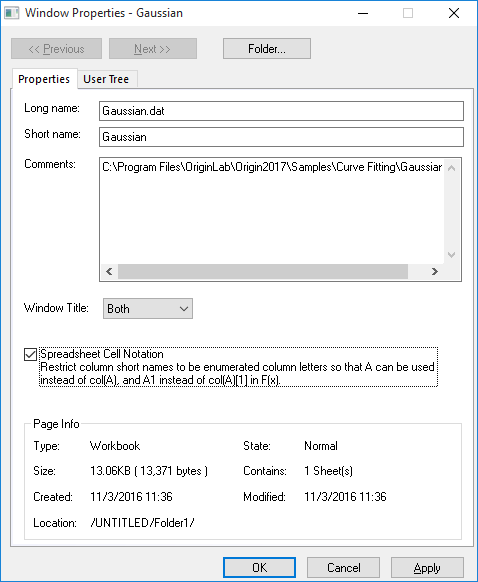 Window Properties - Gaussian
<< Previous Next >> Folder...
Properties User Tree
Long name: Gaussian.dat
Short name: Gaussian
Comments: C:\Program Files\OriginLab\Origin2017\Samples\Curve Fitting\Gaussian
Window Title: Both
Spreadsheet Cell Notation
Restrict column short names to be enumerated column letters so that A can be used
instead of col(A), and A1 instead of col(A)[1] in F(x).
Page Info
Type: Workbook State: Normal
Size: 13.06KB ( 13,371 bytes ) Contains: 1 Sheet(s)
Created: 11/3/2016 11:36 Modified: 11/3/2016 11:36
Location: /UNTITLED/Folder1/
OK Cancel Apply